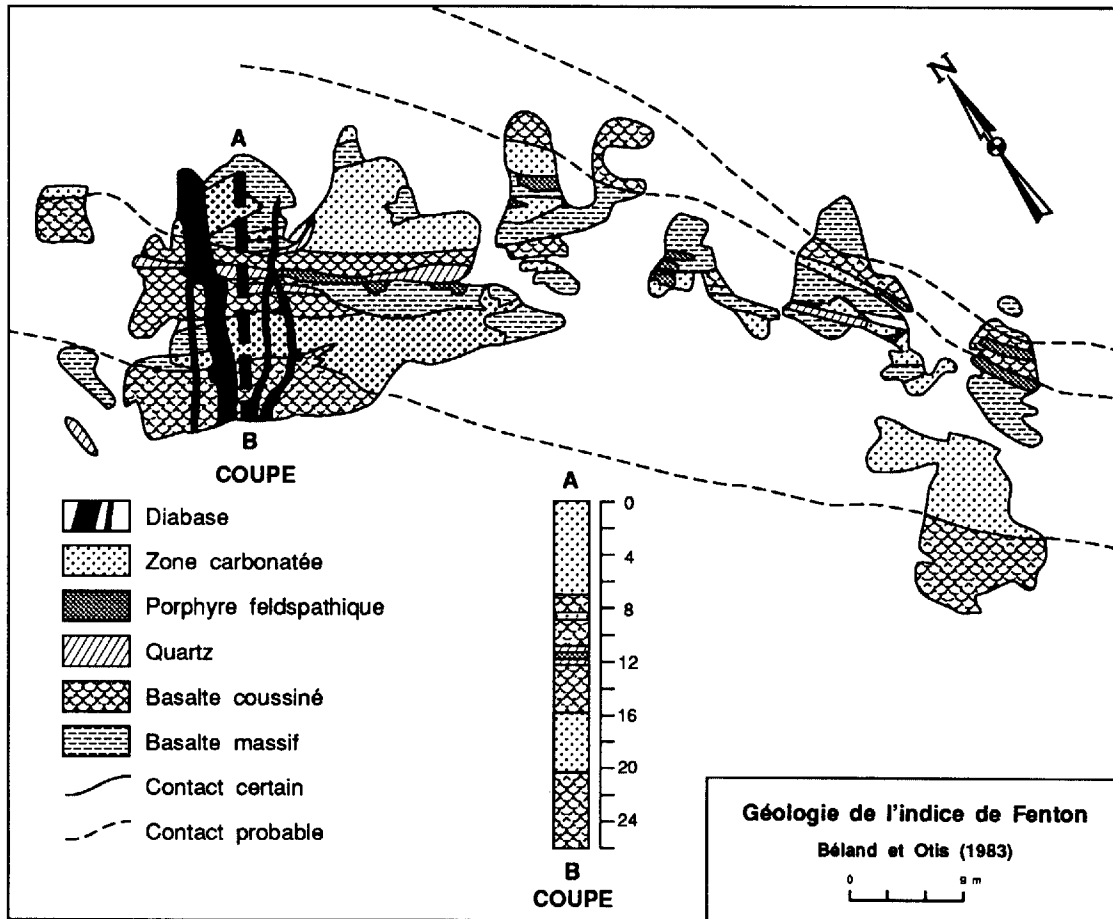 N
A
B
COUPE
Diabase
Zone carbonatée
Porphyre feldspathique
Quartz
Basalte coussiné
Basalte massif
Contact certain
Contact probable
A
0
4
8
12
16
20
24
B
COUPE
Géologie de l'indice de Fenton
Béland et Otis (1983)
0 9 m